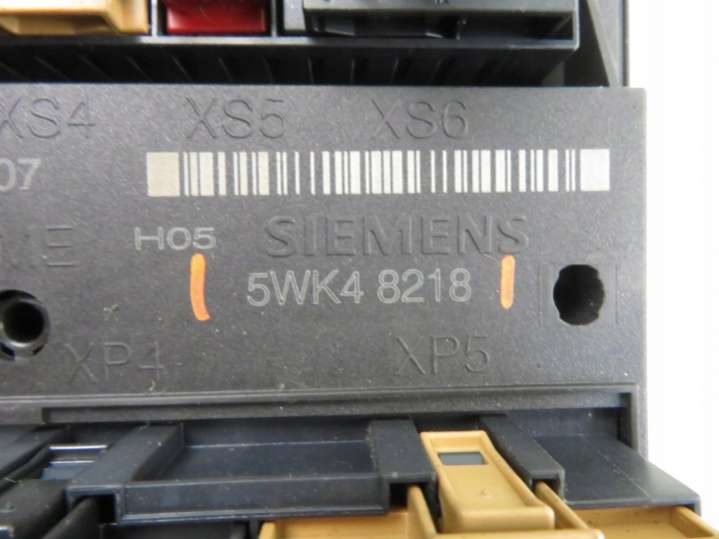 XS4 XS5 XS6
07
H05 SIEMENS
5WK4 8218
XP4 XP5